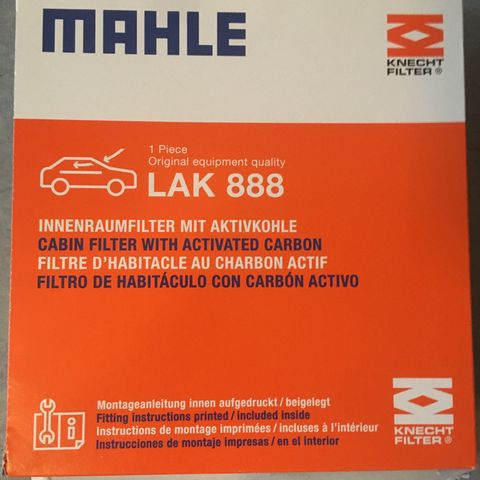 MAHLE
KNECHT
FILTER®
1 Piece
Original equipment quality
LAK 888
INNENRAUMFILTER MIT AKTIVKOHLE
CABIN FILTER WITH ACTIVATED CARBON
FILTRE D'HABITACLE AU CHARBON ACTIF
FILTRO DE HABITÁCULO CON CARBÓN ACTIVO
Montageanleitung innen aufgedruckt / beigelegt
Fitting instructions printed / included inside
Instructions de montage imprimées / incluses à l'intérieur
Instrucciones de montaje impresas / en el interior
KNECHT
FILTER®